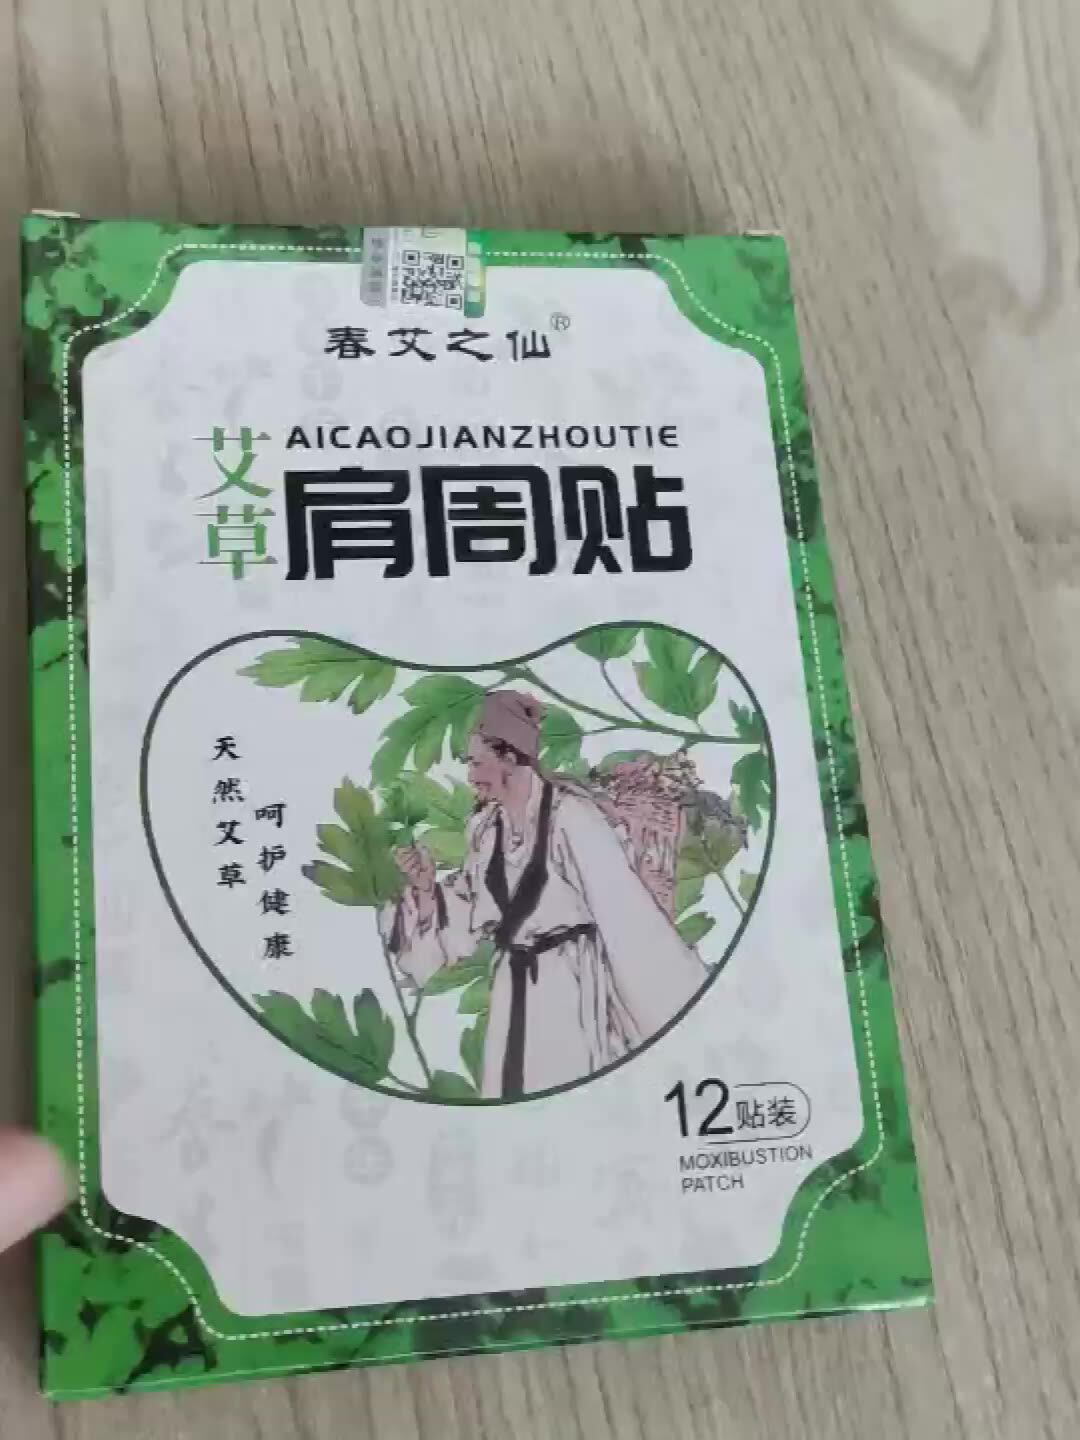 春艾之仙®
艾草
AICAOJIANZHOUTIE
肩周贴
天然艾草
呵护健康
12贴装
MOXIBUSTION
PATCH